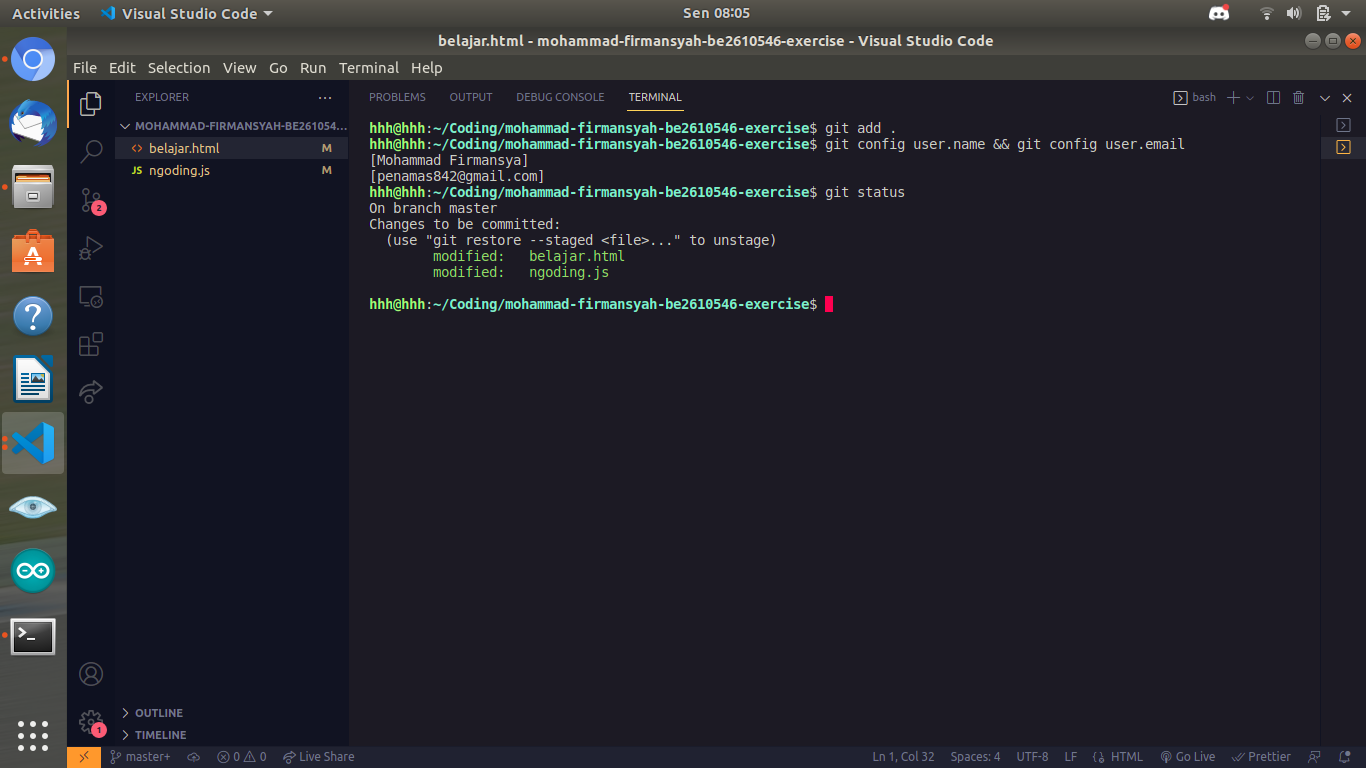 Activities Visual Studio Code Sen 08:05
belajar.html - mohammad-firmansyah-be2610546-exercise - Visual Studio Code
File Edit Selection View Go Run Terminal Help
EXPLORER ...
MOHAMMAD-FIRMANSYAH-BE261054...
<> belajar.html M
JS ngoding.js M
2
1
OUTLINE
TIMELINE
PROBLEMS OUTPUT DEBUG CONSOLE TERMINAL bash
hhh@hhh:~/Coding/mohammad-firmansyah-be2610546-exercise$ git add .
hhh@hhh:~/Coding/mohammad-firmansyah-be2610546-exercise$ git config user.name && git config user.email
[Mohammad Firmansya]
[penamas842@gmail.com]
hhh@hhh:~/Coding/mohammad-firmansyah-be2610546-exercise$ git status
On branch master
Changes to be committed:
  (use "git restore --staged <file>..." to unstage)
        modified:   belajar.html
        modified:   ngoding.js
hhh@hhh:~/Coding/mohammad-firmansyah-be2610546-exercise$
master+ 0 0 Live Share Ln 1, Col 32 Spaces: 4 UTF-8 LF {} HTML Go Live Prettier